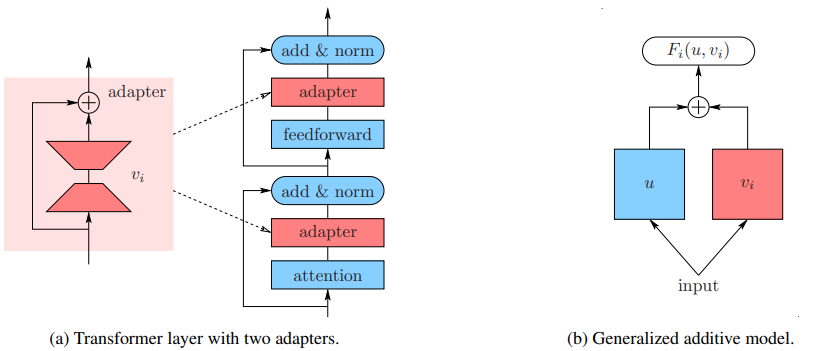 add & norm
adapter
feedforward
add & norm
adapter
attention
adapter
v_i
(a) Transformer layer with two adapters.
F_i(u, v_i)
u
v_i
input
(b) Generalized additive model.